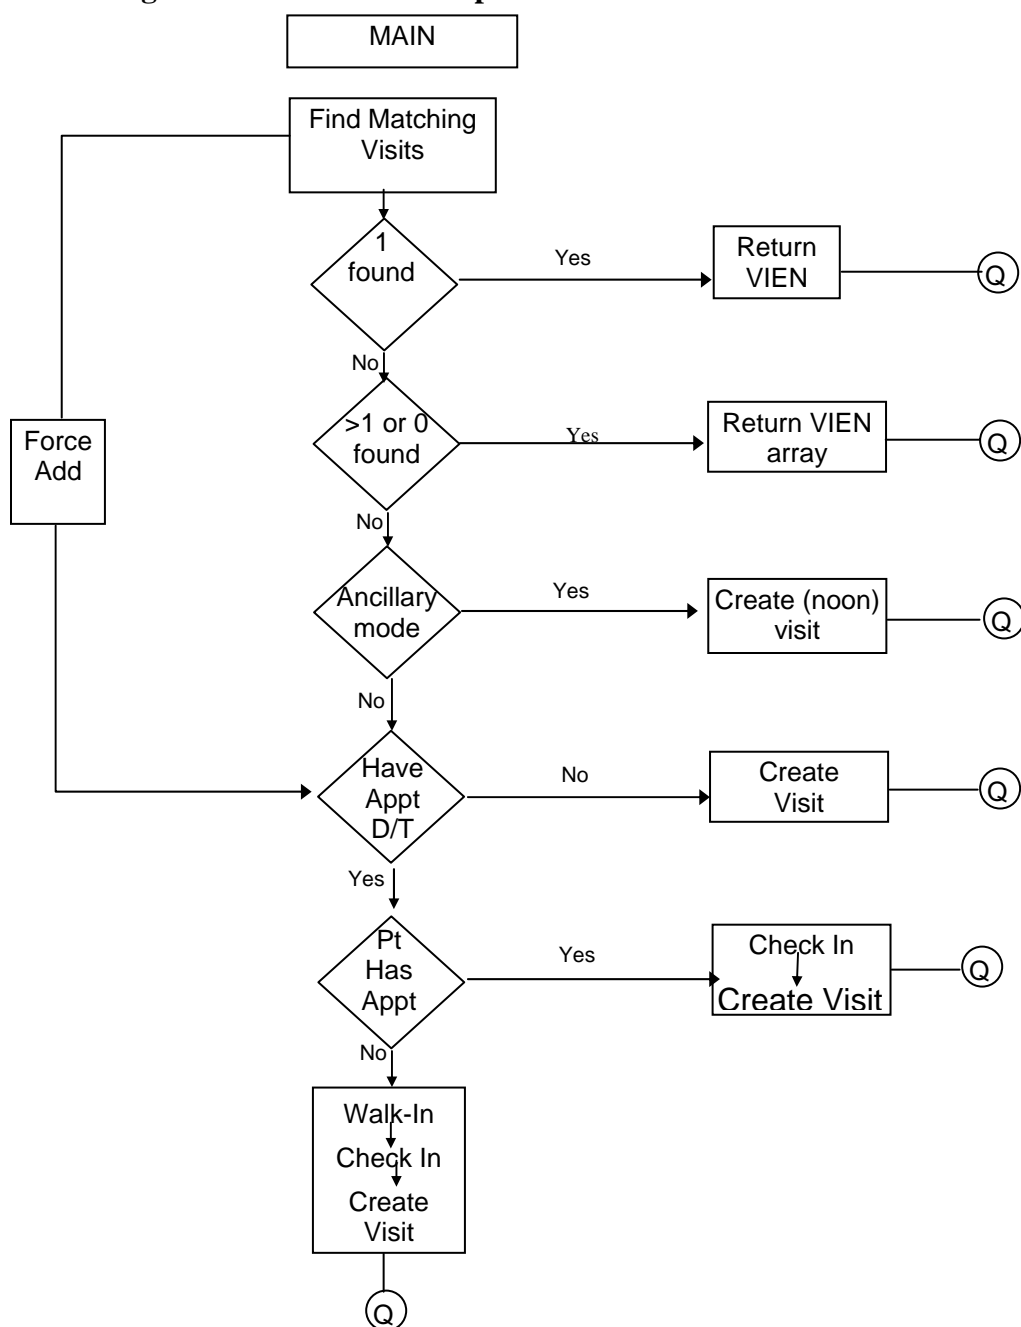 MAIN
Find Matching
Visits
1
found
Yes
Return
VIEN
Q
No
Force
Add
>1 or 0
found
Yes
Return VIEN
array
Q
No
Ancillary
mode
Yes
Create (noon)
visit
Q
No
Have
Appt
D/T
No
Create
Visit
Q
Yes
Pt
Has
Appt
Yes
Check In
Create Visit
Q
No
Walk-In
Check In
Create
Visit
Q